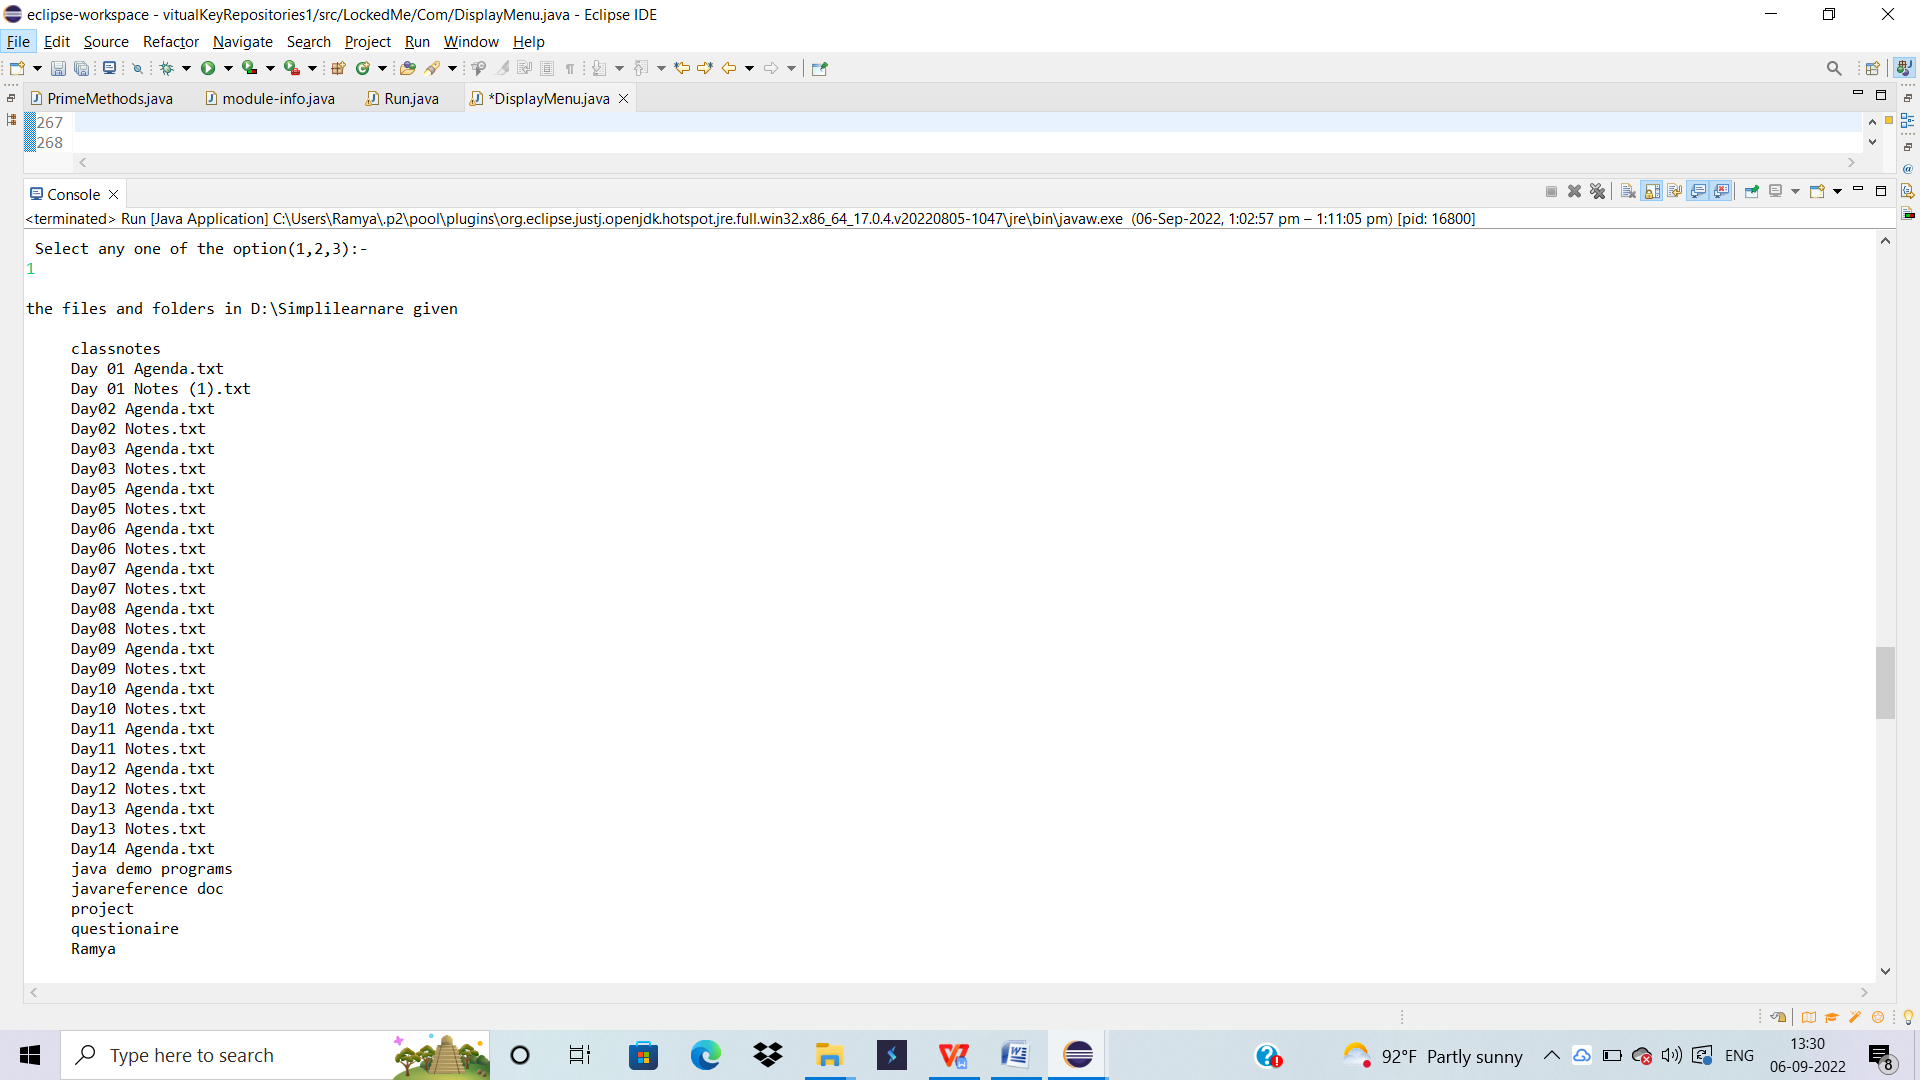 eclipse-workspace - vitualKeyRepositories1/src/LockedMe/Com/DisplayMenu.java - Eclipse IDE
File Edit Source Refactor Navigate Search Project Run Window Help
PrimeMethods.java module-info.java Run.java *DisplayMenu.java
267
268
Console
<terminated> Run [Java Application] C:\Users\Ramya\.p2\pool\plugins\org.eclipse.justj.openjdk.hotspot.jre.full.win32.x86_64_17.0.4.v20220805-1047\jre\bin\javaw.exe (06-Sep-2022, 1:02:57 pm – 1:11:05 pm) [pid: 16800]
Select any one of the option(1,2,3):-
1
the files and folders in D:\Simplilearnare given
classnotes
Day 01 Agenda.txt
Day 01 Notes (1).txt
Day02 Agenda.txt
Day02 Notes.txt
Day03 Agenda.txt
Day03 Notes.txt
Day05 Agenda.txt
Day05 Notes.txt
Day06 Agenda.txt
Day06 Notes.txt
Day07 Agenda.txt
Day07 Notes.txt
Day08 Agenda.txt
Day08 Notes.txt
Day09 Agenda.txt
Day09 Notes.txt
Day10 Agenda.txt
Day10 Notes.txt
Day11 Agenda.txt
Day11 Notes.txt
Day12 Agenda.txt
Day12 Notes.txt
Day13 Agenda.txt
Day13 Notes.txt
Day14 Agenda.txt
java demo programs
javareference doc
project
questionaire
Ramya
Type here to search
92°F Partly sunny
ENG
13:30
06-09-2022
8